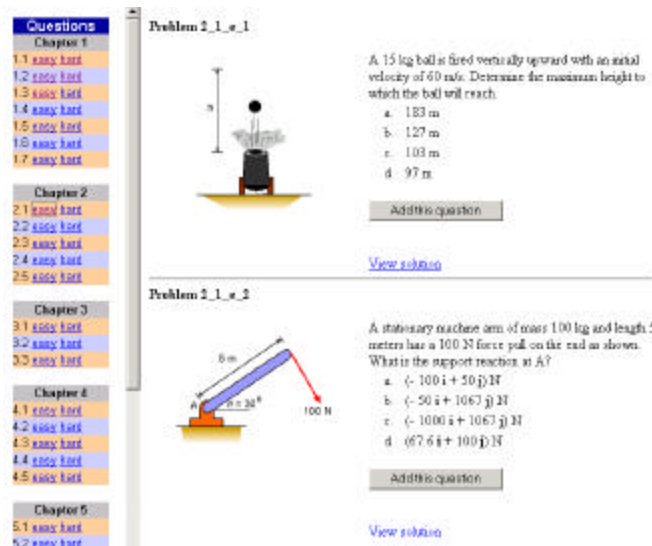 Questions
Chapter 1
1.1 easy hard
1.2 easy hard
1.3 easy hard
1.4 easy hard
1.5 easy hard
1.6 easy hard
1.7 easy hard
Chapter 2
2.1 easy hard
2.2 easy hard
2.3 easy hard
2.4 easy hard
2.5 easy hard
Chapter 3
3.1 easy hard
3.2 easy hard
3.3 easy hard
Chapter 4
4.1 easy hard
4.2 easy hard
4.3 easy hard
4.4 easy hard
4.5 easy hard
Chapter 5
5.1 easy hard
5.2 easy hard
Problem 2_1_e_1
A 15 kg ball is fired vertically upward with an initial
velocity of 60 m/s. Determine the maximum height to
which the ball will reach.
a. 183 m
b. 127 m
c. 103 m
d. 97 m
Add this question
View solution
Problem 2_1_e_2
5 m
A
100 N
A stationary machine arm of mass 100 kg and length 5
meters has a 100 N force pull on the end as shown.
What is the support reaction at A?
a. (- 100 i + 50 j) N
b. (- 50 i + 1067 j) N
c. (- 1000 i + 1067 j) N
d. (67.6 i + 100 j) N
Add this question
View solution